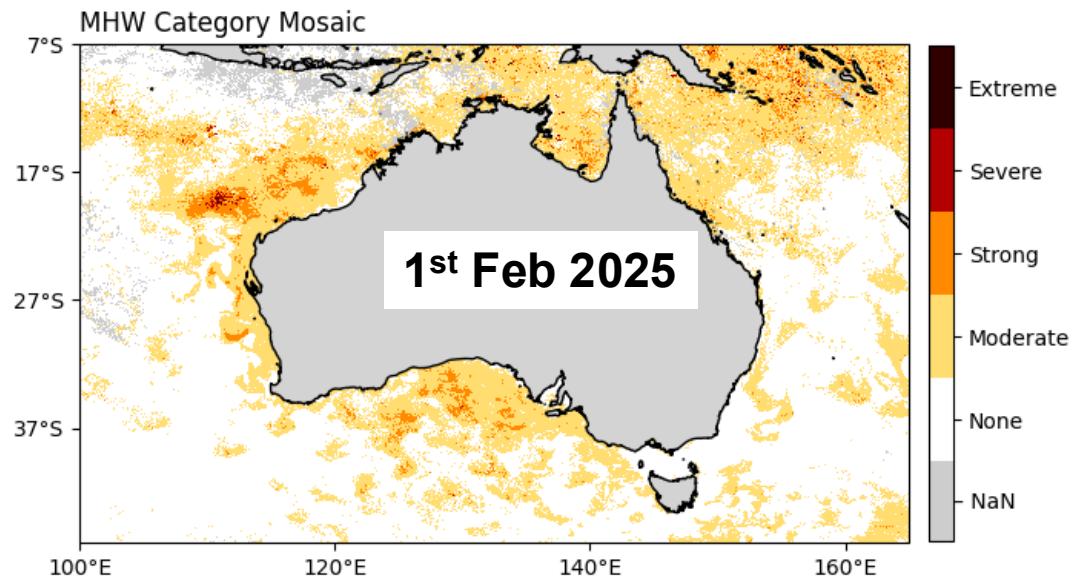 MHW Category Mosaic
7°S
17°S
27°S
37°S
1st Feb 2025
100°E
120°E
140°E
160°E
Extreme
Severe
Strong
Moderate
None
NaN